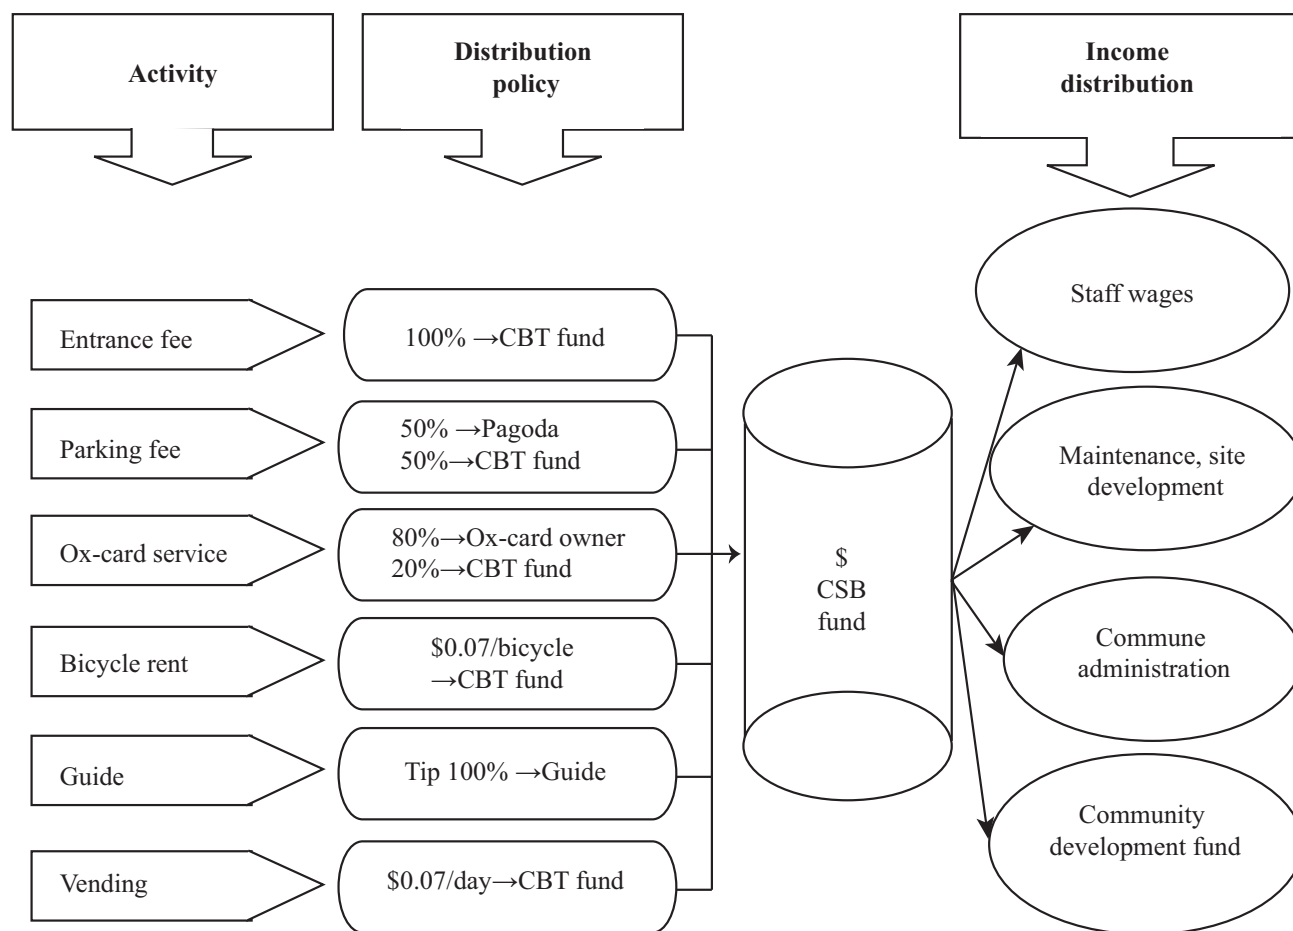 Activity
Distribution
policy
Income
distribution
Entrance fee
100% →CBT fund
Parking fee
50% →Pagoda
50%→CBT fund
Ox-card service
80%→Ox-card owner
20%→CBT fund
Bicycle rent
$0.07/bicycle
→CBT fund
Guide
Tip 100% →Guide
Vending
$0.07/day→CBT fund
$
CSB
fund
Staff wages
Maintenance, site
development
Commune
administration
Community
development fund